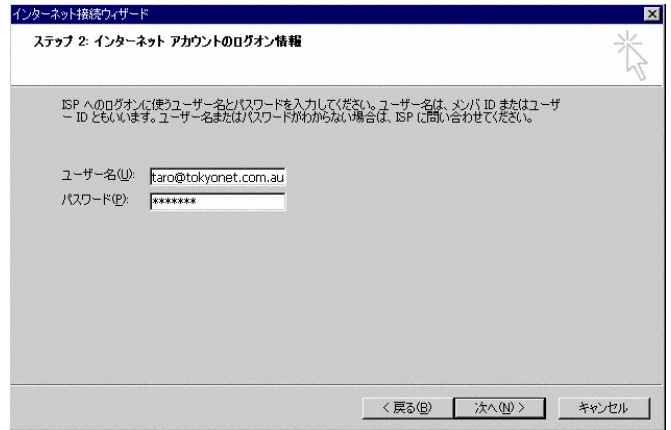 インターネット接続ウィザード
ステップ 2: インターネット アカウントのログオン情報
ISP へのログオンに使うユーザー名とパスワードを入力してください。ユーザー名は、メンバ ID またはユーザ
ー ID ともいいます。ユーザー名またはパスワードがわからない場合は、ISP に問い合わせてください。
ユーザー名(U): taro@tokyonet.com.au
パスワード(P): *******
< 戻る(B) 次へ(N) > キャンセル